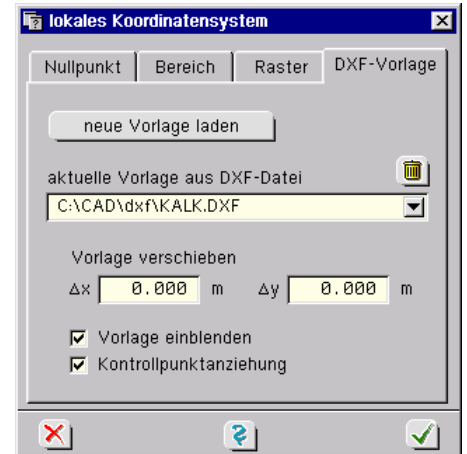 lokales Koordinatensystem
Nullpunkt Bereich Raster DXF-Vorlage
neue Vorlage laden
aktuelle Vorlage aus DXF-Datei
C:\CAD\dxf\KALK.DXF
Vorlage verschieben
Δx 0.000 m Δy 0.000 m
Vorlage einblenden
Kontrollpunktanziehung